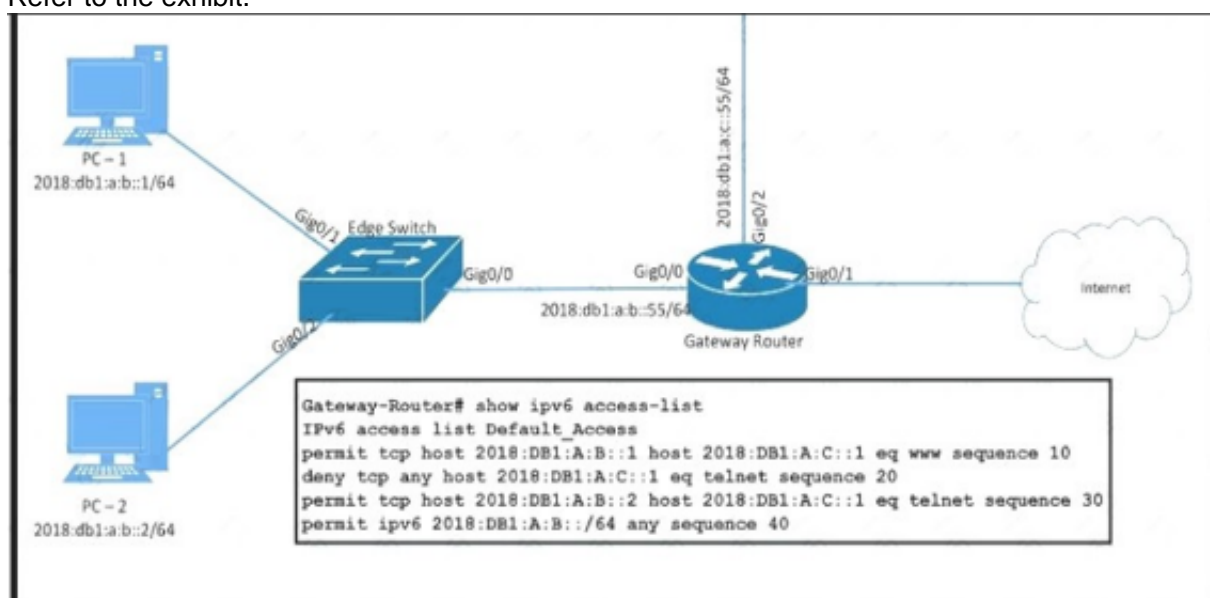 Refer to the exhibit.
PC – 1
2018:db1:a:b::1/64
Gig0/1
Edge Switch
Gig0/0
Gig0/2
PC – 2
2018:db1:a:b::2/64
2018:db1:a:c::55/64
Gig0/2
Gig0/0
Gig0/1
2018:db1:a:b::55/64
Gateway Router
Internet
Gateway-Router# show ipv6 access-list
IPv6 access list Default_Access
permit tcp host 2018:DB1:A:B::1 host 2018:DB1:A:C::1 eq www sequence 10
deny tcp any host 2018:DB1:A:C::1 eq telnet sequence 20
permit tcp host 2018:DB1:A:B::2 host 2018:DB1:A:C::1 eq telnet sequence 30
permit ipv6 2018:DB1:A:B::/64 any sequence 40